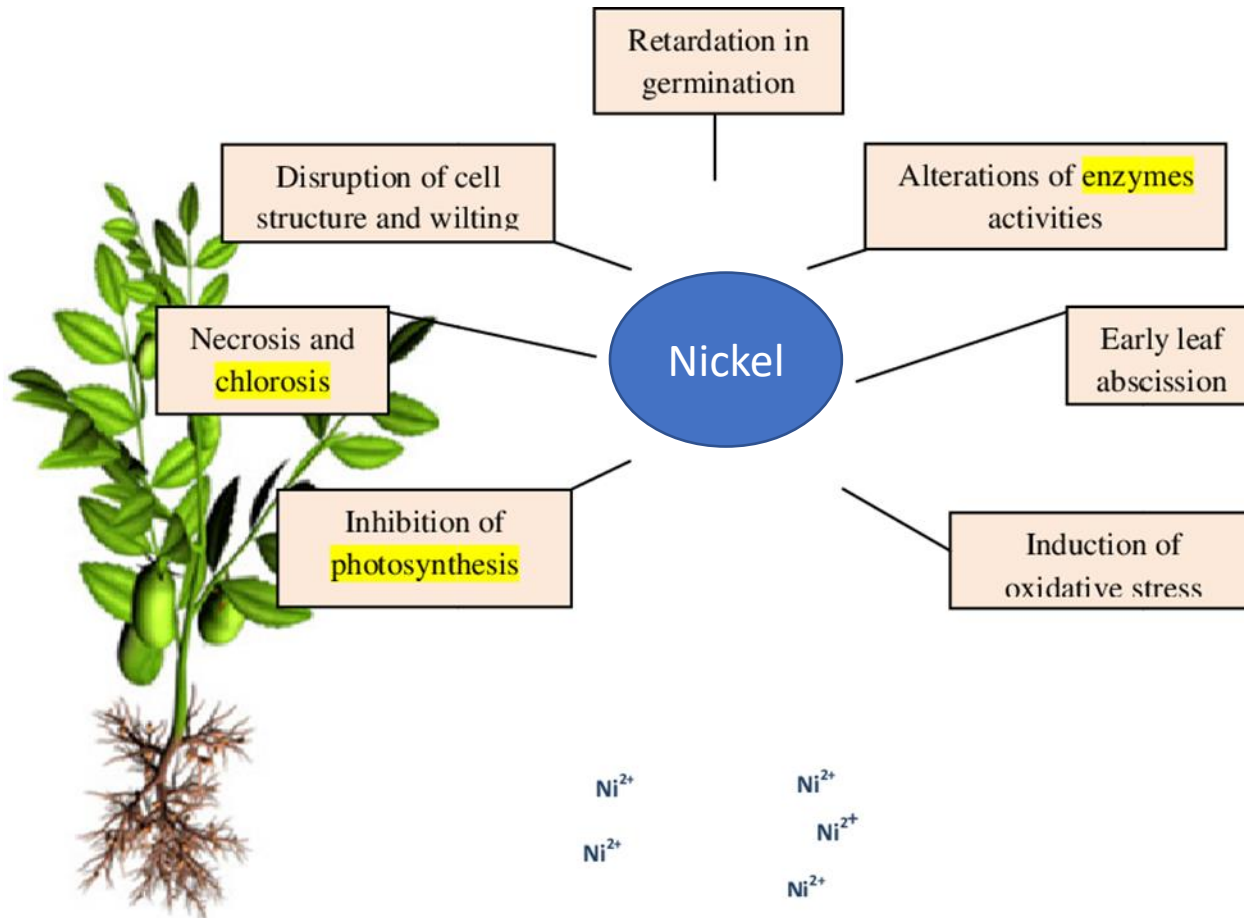 Retardation in
germination
Disruption of cell
structure and wilting
Alterations of enzymes
activities
Necrosis and
chlorosis
Nickel
Early leaf
abscission
Inhibition of
photosynthesis
Induction of
oxidative stress
Ni²⁺
Ni²⁺
Ni²⁺
Ni²⁺
Ni²⁺